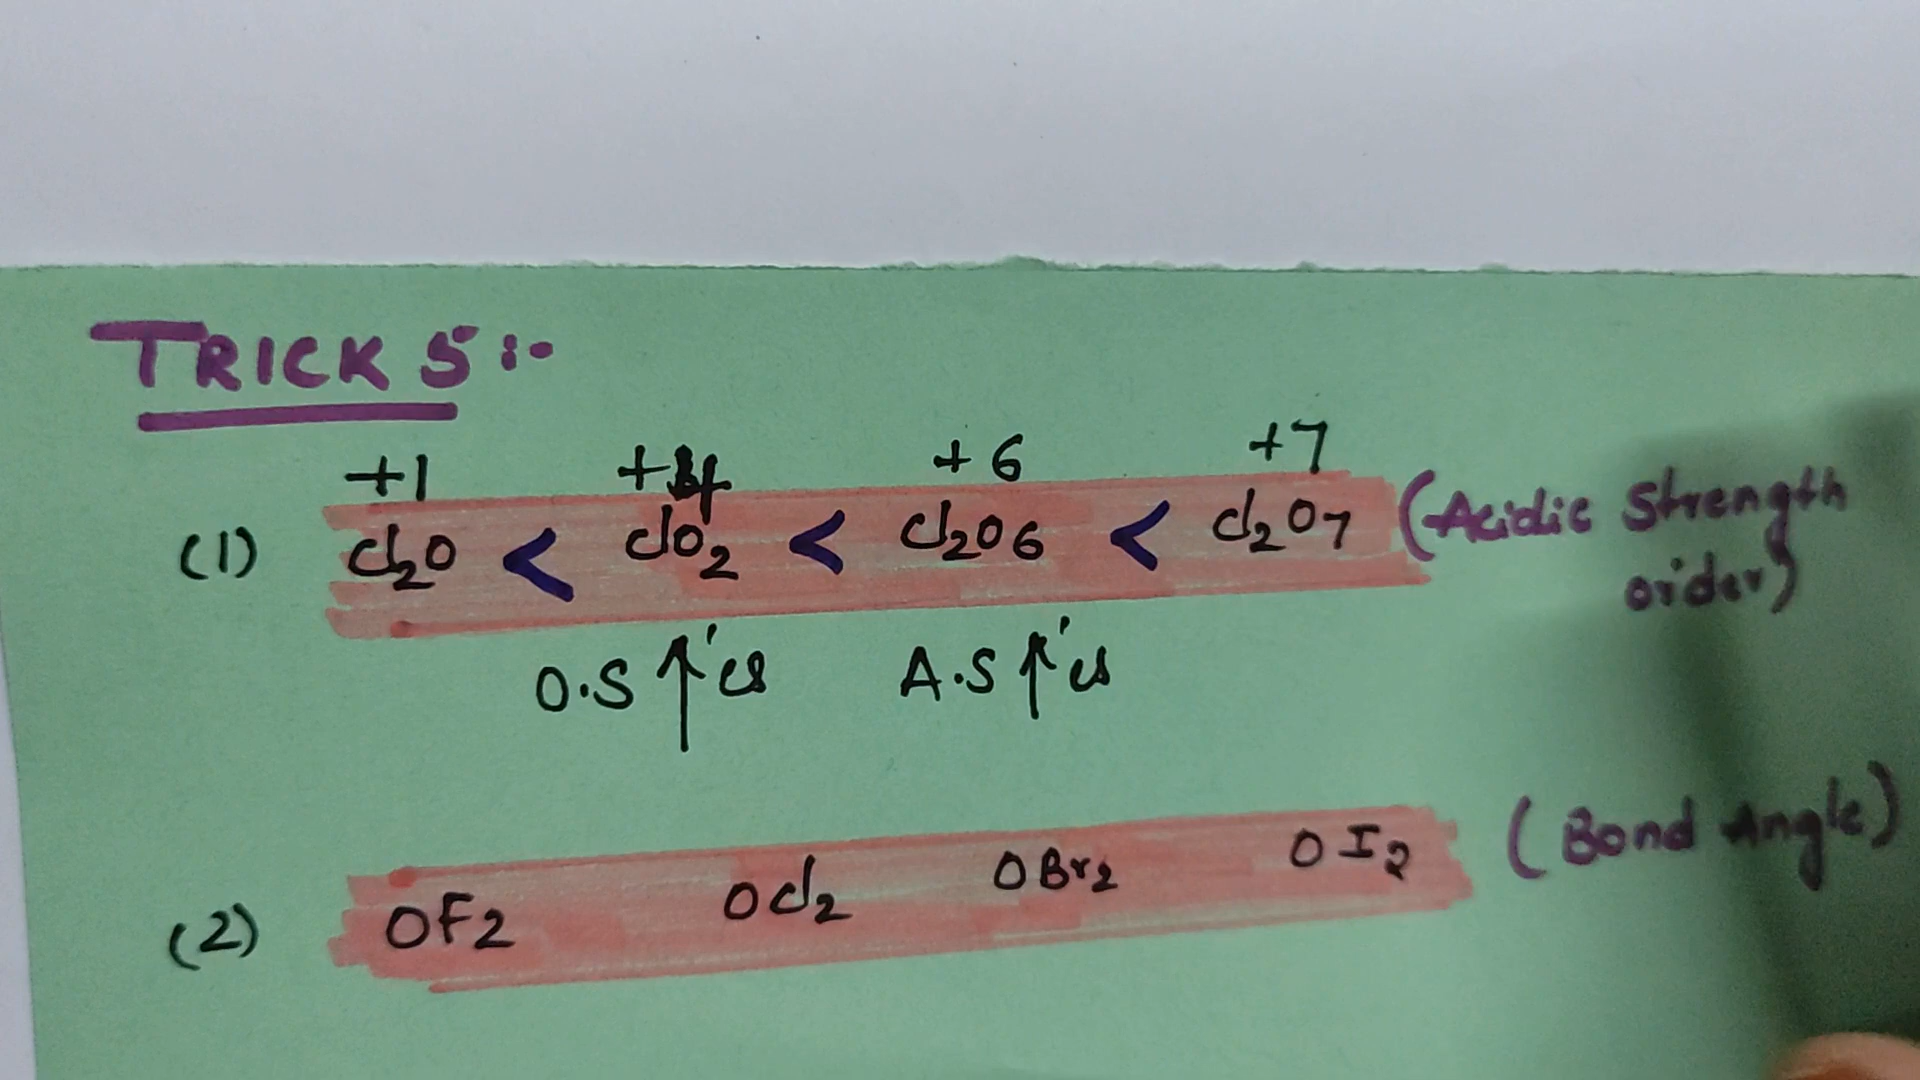 TRICK 5 :-
+1 +4 +6 +7
(1) Cl2O < ClO2 < Cl2O6 < Cl2O7 (Acidic Strength
order)
O.S ↑'es A.S ↑'es
(2) OF2 OCl2 OBr2 OI2 (Bond Angle)